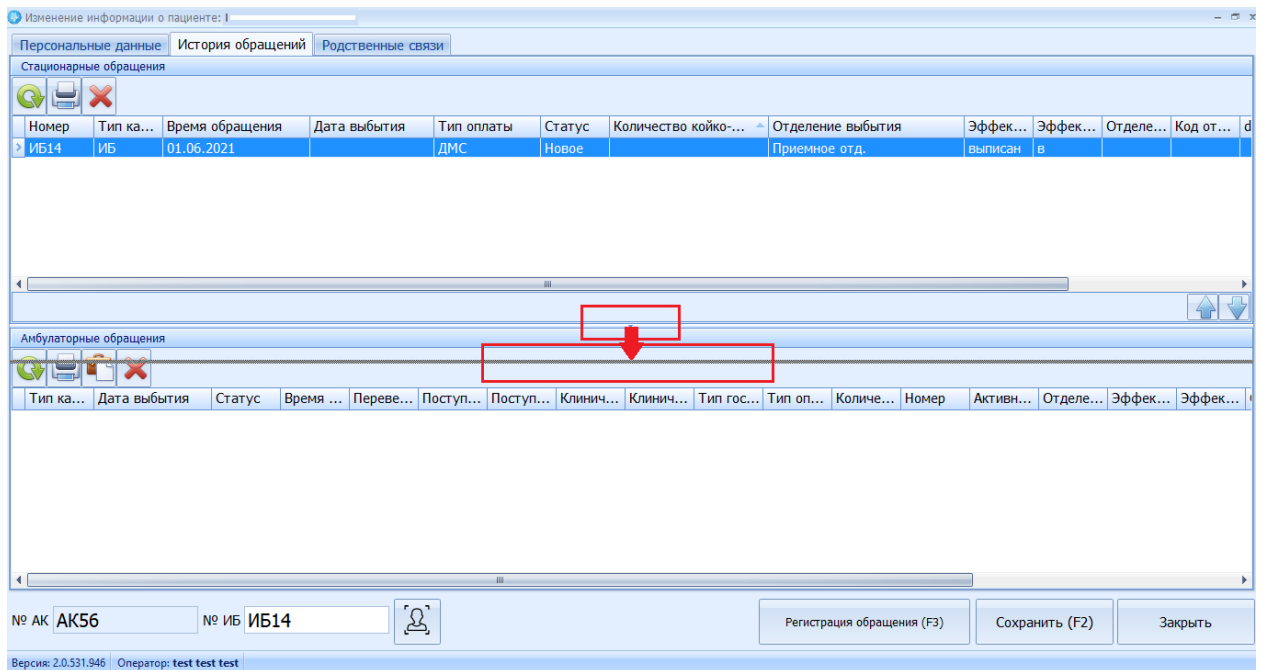 Изменение информации о пациенте:
Персональные данные История обращений Родственные связи
Стационарные обращения
Номер Тип ка... Время обращения Дата выбытия Тип оплаты Статус Количество койко-... Отделение выбытия Эффек... Эффек... Отделе... Код от... d
ИБ14 ИБ 01.06.2021 ДМС Новое Приемное отд. выписан в
Амбулаторные обращения
Тип ка... Дата выбытия Статус Время ... Переве... Поступ... Поступ... Клинич... Клинич... Тип гос... Тип оп... Количе... Номер Активн... Отделе... Эффек... Эффек...
№ АК АК56 № ИБ ИБ14 Регистрация обращения (F3) Сохранить (F2) Закрыть
Версия: 2.0.531.946 Оператор: test test test